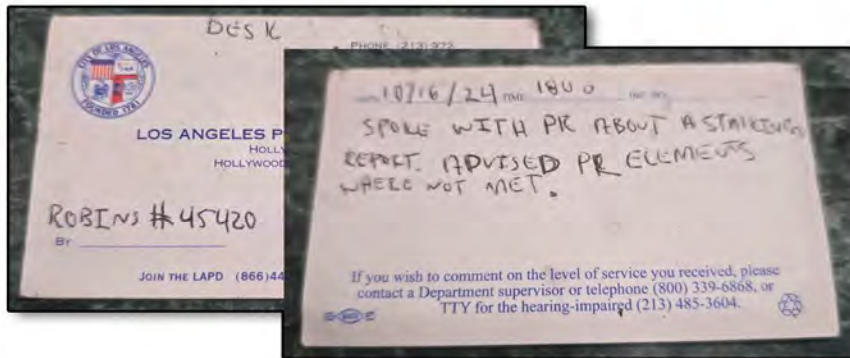 DESK
PHONE (213) 972
CITY OF LOS ANGELES
FOUNDED 1781
LOS ANGELES P
HOLLY
HOLLYWOOD
ROBINS #45420
BY
JOIN THE LAPD (866)44
10/16/24 TIME 1800
SPOKE WITH PR ABOUT A STALKING
REPORT. ADVISED PR ELEMENTS
WHERE NOT MET.
If you wish to comment on the level of service you received, please
contact a Department supervisor or telephone (800) 339-6868, or
TTY for the hearing-impaired (213) 485-3604.